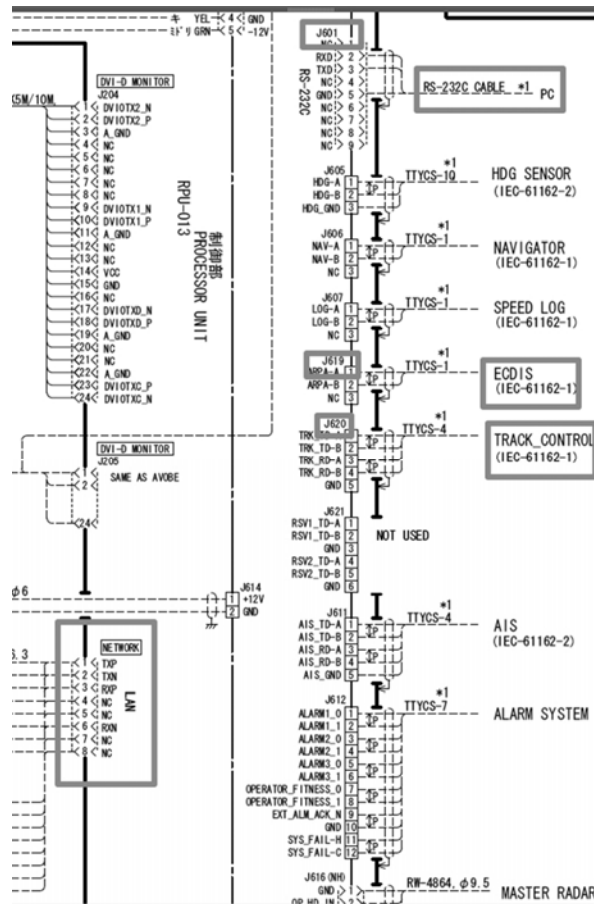 キ YEL 4 GND
ミドリ GRN 5 -12V
DVI-D MONITOR
J204
X5M/10M
1 DVIOTX2_N
2 DVIOTX2_P
3 A_GND
4 NC
5 NC
6 NC
7 NC
8 NC
9 DVIOTX1_N
10 DVIOTX1_P
11 A_GND
12 NC
13 NC
14 VCC
15 GND
16 NC
17 DVIOTXD_N
18 DVIOTXD_P
19 A_GND
20 NC
21 NC
22 A_GND
23 DVIOTXC_P
24 DVIOTXC_N
制御部
PROCESSOR UNIT
RPU-013
DVI-D MONITOR
J205
1
2
SAME AS AVOBE
24
φ6
J614
1 +12V
2 GND
6.3
NETWORK
1 TXP
2 TXN
3 RXP
4 NC
5 NC
6 RXN
7 NC
8 NC
LAN
J601
NC 1
RXD 2
TXD 3
NC 4
GND 5
NC 6
NC 7
NC 8
NC 9
RS-232C
RS-232C CABLE *1 PC
J605
HDG-A 1
HDG-B 2
HDG_GND 3
P
*1
TTYCS-1Q
HDG SENSOR
(IEC-61162-2)
J606
NAV-A 1
NAV-B 2
NC 3
P
*1
TTYCS-1
NAVIGATOR
(IEC-61162-1)
J607
LOG-A 1
LOG-B 2
NC 3
P
*1
TTYCS-1
SPEED LOG
(IEC-61162-1)
J619
ARPA-A 1
ARPA-B 2
NC 3
P
*1
TTYCS-1
ECDIS
(IEC-61162-1)
J620
TRK_TD-A 1
TRK_TD-B 2
TRK_RD-A 3
TRK_RD-B 4
GND 5
P
P
*1
TTYCS-4
TRACK_CONTROL
(IEC-61162-1)
J621
RSV1_TD-A 1
RSV1_TD-B 2
GND 3
RSV2_TD-A 4
RSV2_TD-B 5
GND 6
NOT USED
J611
AIS_TD-A 1
AIS_TD-B 2
AIS_RD-A 3
AIS_RD-B 4
AIS_GND 5
P
P
*1
TTYCS-4
AIS
(IEC-61162-2)
J612
ALARM1_0 1
ALARM1_1 2
ALARM2_0 3
ALARM2_1 4
ALARM3_0 5
ALARM3_1 6
OPERATOR_FITNESS_0 7
OPERATOR_FITNESS_1 8
EXT_ALM_ACK_N 9
GND 10
SYS_FAIL-H 11
SYS_FAIL-C 12
P
P
P
P
P
P
*1
TTYCS-7
ALARM SYSTEM
J616(NH)
GND 1
OP_HD_IN 2
RW-4864, φ9.5
MASTER RADAR